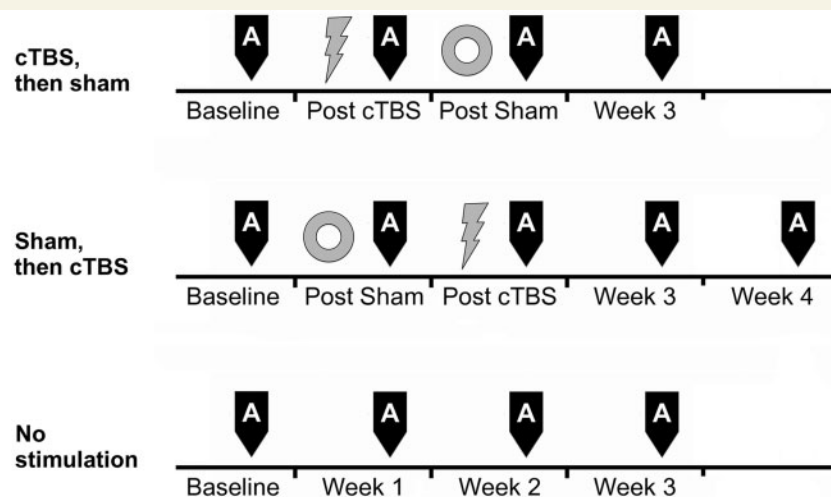 cTBS,
then sham
A A A A
Baseline Post cTBS Post Sham Week 3
Sham,
then cTBS
A A A A A
Baseline Post Sham Post cTBS Week 3 Week 4
No
stimulation
A A A A
Baseline Week 1 Week 2 Week 3